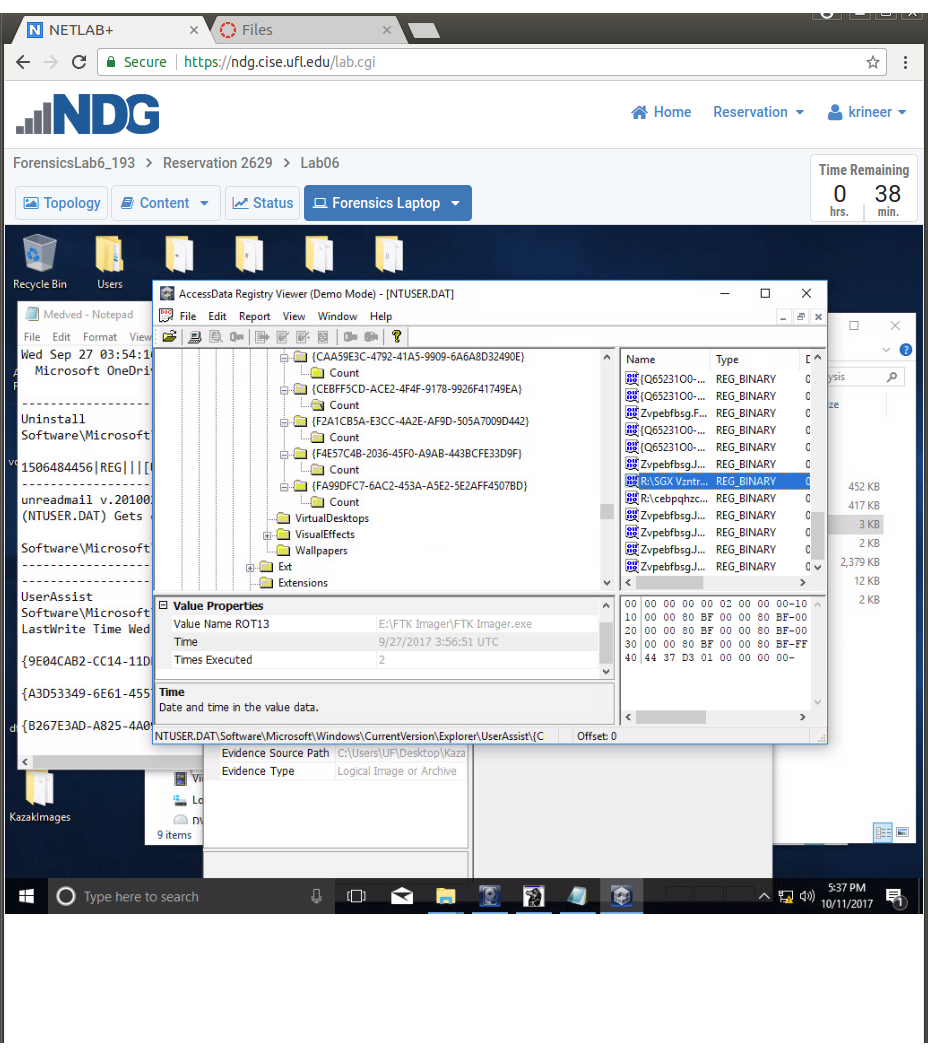 NETLAB+
Files
Secure
https://ndg.cise.ufl.edu/lab.cgi
NDG
Home
Reservation
krineer
ForensicsLab6_193 > Reservation 2629 > Lab06
Time Remaining
0 38
hrs. min.
Topology
Content
Status
Forensics Laptop
Recycle Bin
Users
AccessData Registry Viewer (Demo Mode) - [NTUSER.DAT]
File Edit Report View Window Help
Medved - Notepad
File Edit Format View
Wed Sep 27 03:54:1
Microsoft OneDri
Uninstall
Software\Microsoft
1506484456|REG|||[
unreadmail v.20100
(NTUSER.DAT) Gets
Software\Microsoft
UserAssist
Software\Microsoft
LastWrite Time Wed
{9E04CAB2-CC14-11D
{A3D53349-6E61-455
{B267E3AD-A825-4A0
{CAA59E3C-4792-41A5-9909-6A6A8D32490E}
Count
{CEBFF5CD-ACE2-4F4F-9178-9926F41749EA}
Count
{F2A1CB5A-E3CC-4A2E-AF9D-505A7009D442}
Count
{F4E57C4B-2036-45F0-A9AB-443BCFE33D9F}
Count
{FA99DFC7-6AC2-453A-A5E2-5E2AFF4507BD}
Count
VirtualDesktops
VisualEffects
Wallpapers
Ext
Extensions
Name Type
{Q65231O0-... REG_BINARY 0
{Q65231O0-... REG_BINARY 0
Zvpebfbsg.F... REG_BINARY 0
{Q65231O0-... REG_BINARY 0
{Q65231O0-... REG_BINARY 0
Zvpebfbsg.J... REG_BINARY 0
R:\SGX Vzntr... REG_BINARY 0
R:\cebpqhzc... REG_BINARY 0
Zvpebfbsg.J... REG_BINARY 0
Zvpebfbsg.J... REG_BINARY 0
Zvpebfbsg.J... REG_BINARY 0
Zvpebfbsg.J... REG_BINARY 0
Value Properties
Value Name ROT13 E:\FTK Imager\FTK Imager.exe
Time 9/27/2017 3:56:51 UTC
Times Executed 2
Time
Date and time in the value data.
00 00 00 00 00 02 00 00 00-10
10 00 00 80 BF 00 00 80 BF-00
20 00 00 80 BF 00 00 80 BF-00
30 00 00 80 BF 00 00 80 BF-FF
40 44 37 D3 01 00 00 00 00-
NTUSER.DAT\Software\Microsoft\Windows\CurrentVersion\Explorer\UserAssist\{C
Offset: 0
ysis
ze
452 KB
417 KB
3 KB
2 KB
2,379 KB
12 KB
2 KB
Evidence Source Path C:\Users\UF\Desktop\Kaza
Evidence Type Logical Image or Archive
KazakImages
9 items
Type here to search
5:37 PM
10/11/2017
1